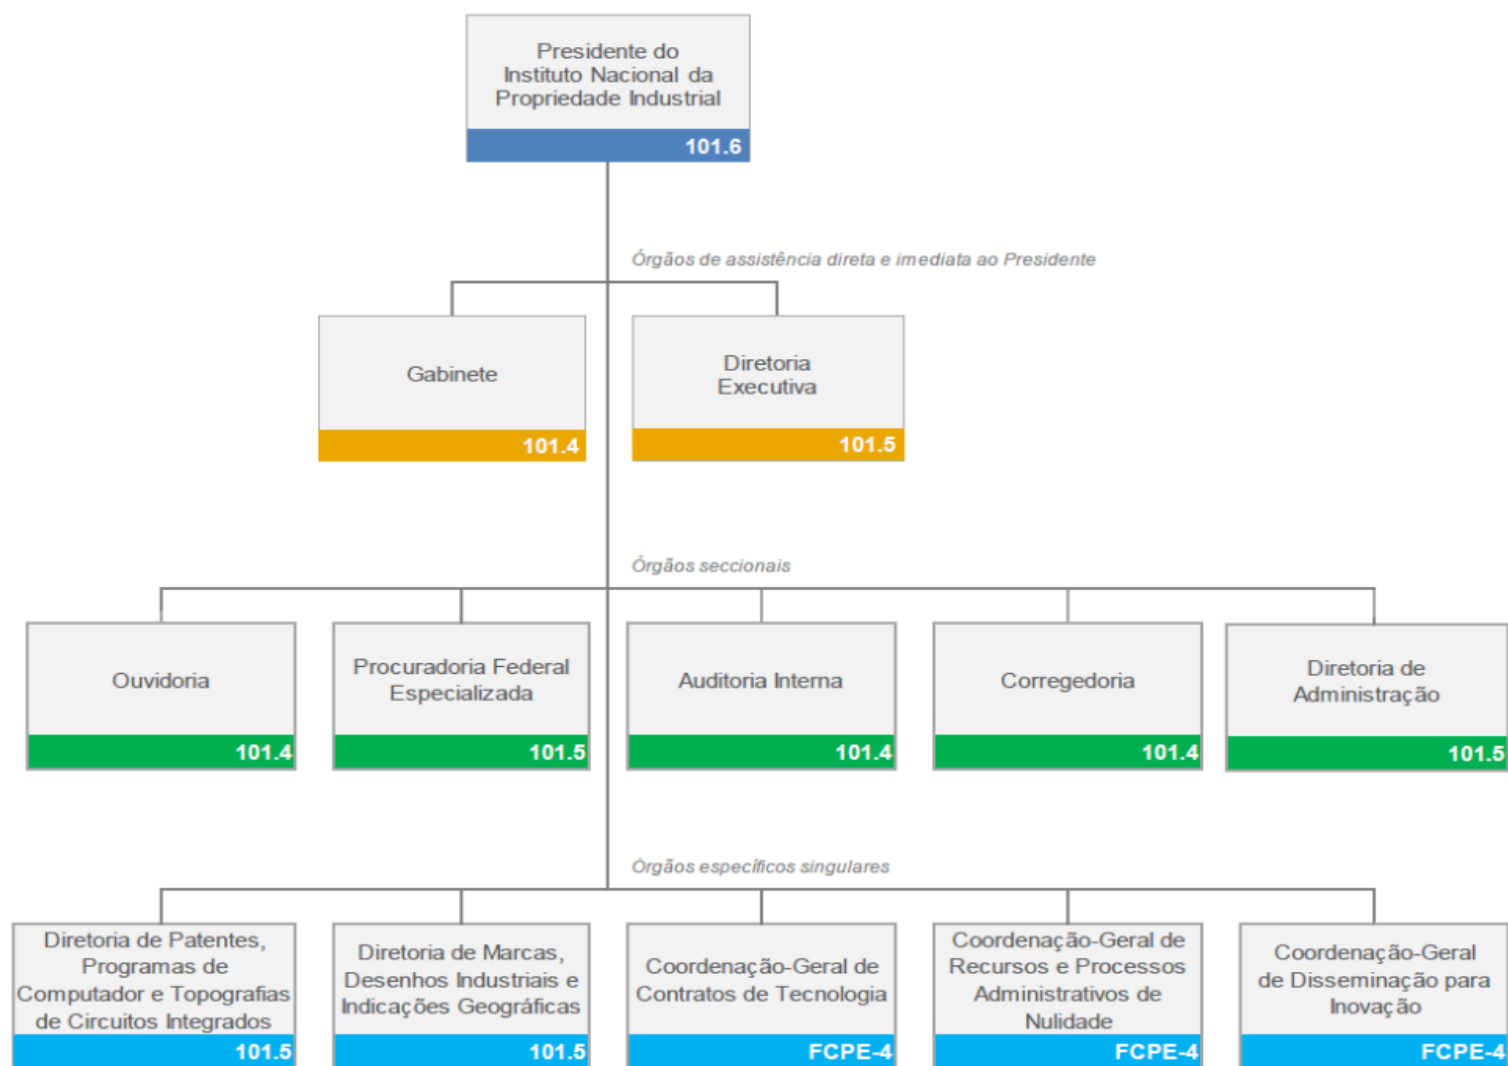 Presidente do
Instituto Nacional da
Propriedade Industrial
101.6
Órgãos de assistência direta e imediata ao Presidente
Gabinete
101.4
Diretoria
Executiva
101.5
Órgãos seccionais
Ouvidoria
101.4
Procuradoria Federal
Especializada
101.5
Auditoria Interna
101.4
Corregedoria
101.4
Diretoria de
Administração
101.5
Órgãos específicos singulares
Diretoria de Patentes,
Programas de
Computador e Topografias
de Circuitos Integrados
101.5
Diretoria de Marcas,
Desenhos Industriais e
Indicações Geográficas
101.5
Coordenação-Geral de
Contratos de Tecnologia
FCPE-4
Coordenação-Geral de
Recursos e Processos
Administrativos de
Nulidade
FCPE-4
Coordenação-Geral
de Disseminação para
Inovação
FCPE-4